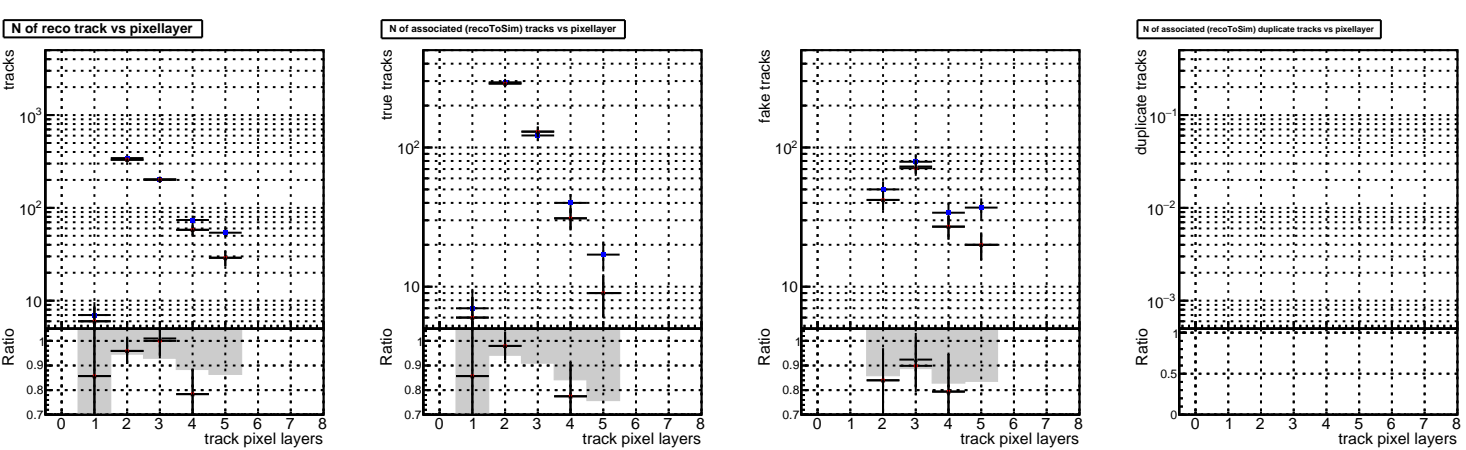 N of reco track vs pixellayer
tracks
10³
10²
10
Ratio
1
0.9
0.8
0.7
0 1 2 3 4 5 6 7 8
track pixel layers
N of associated (recoToSim) tracks vs pixellayer
true tracks
10²
10
Ratio
1
0.9
0.8
0.7
0 1 2 3 4 5 6 7 8
track pixel layers
fake tracks
10²
10
Ratio
1
0.9
0.8
0.7
0 1 2 3 4 5 6 7 8
track pixel layers
N of associated (recoToSim) duplicate tracks vs pixellayer
duplicate tracks
10⁻¹
10⁻²
10⁻³
Ratio
1
0.5
0
0 1 2 3 4 5 6 7 8
track pixel layers